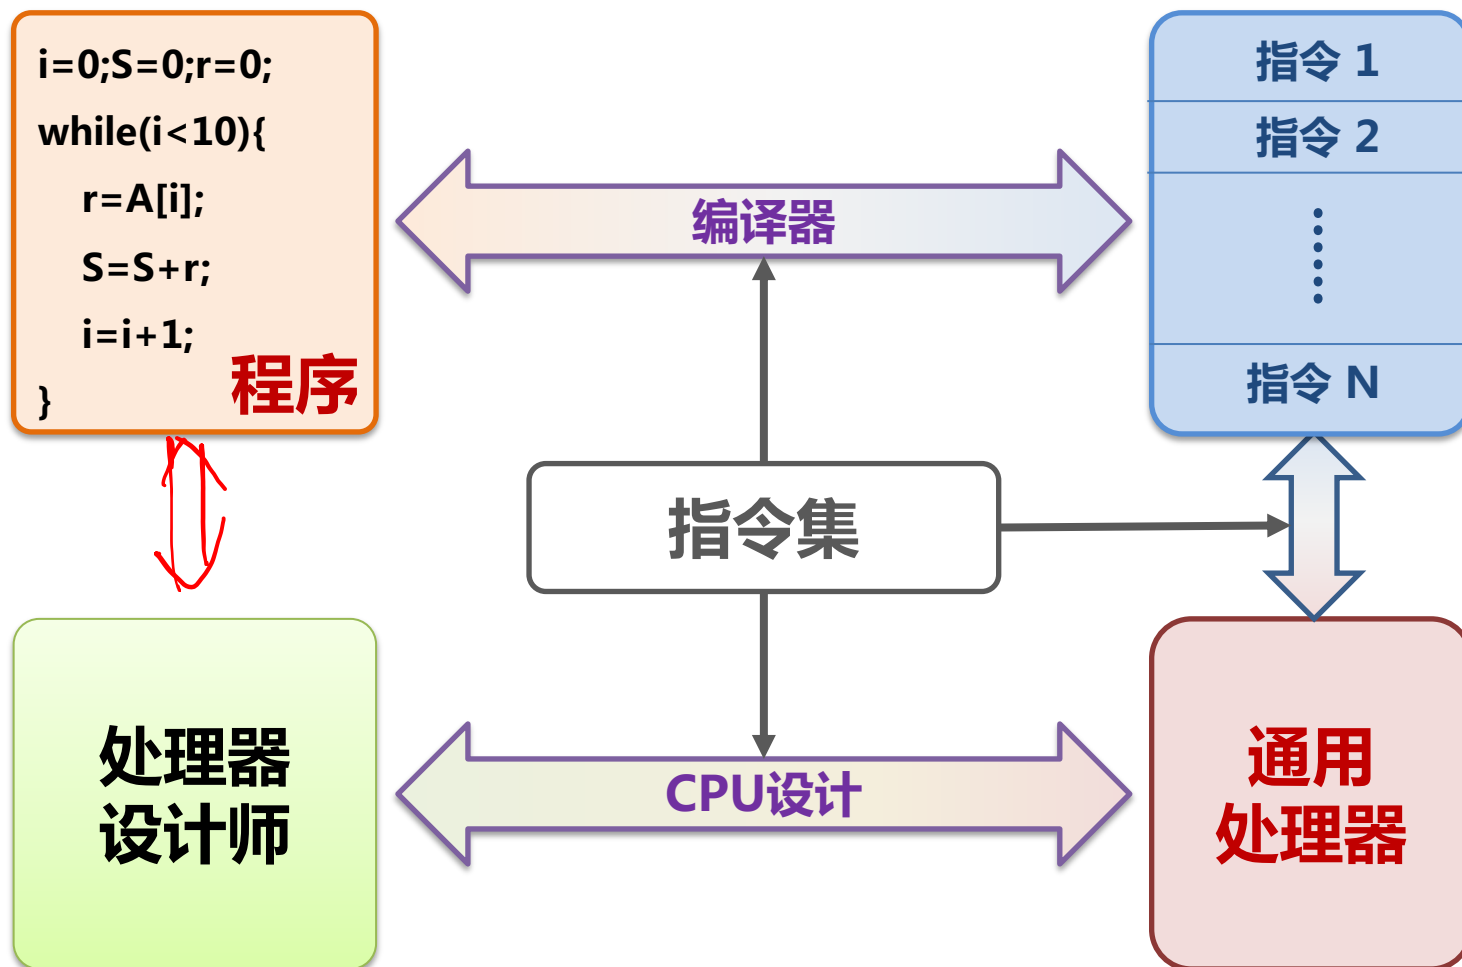 i=0;S=0;r=0;
while(i<10){
r=A[i];
S=S+r;
i=i+1;
}
程序
编译器
指令 1
指令 2
指令 N
指令集
处理器
设计师
CPU设计
通用
处理器